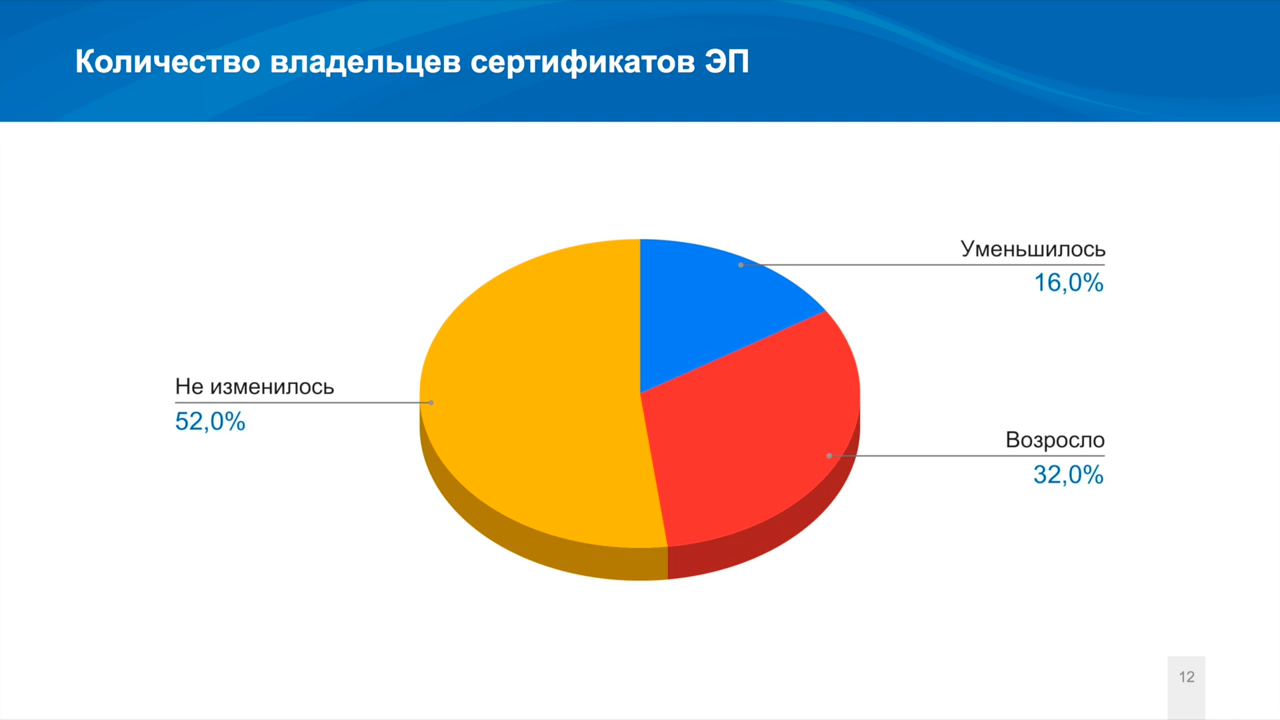 Количество владельцев сертификатов ЭП
Уменьшилось
16,0%
Не изменилось
52,0%
Возросло
32,0%
12